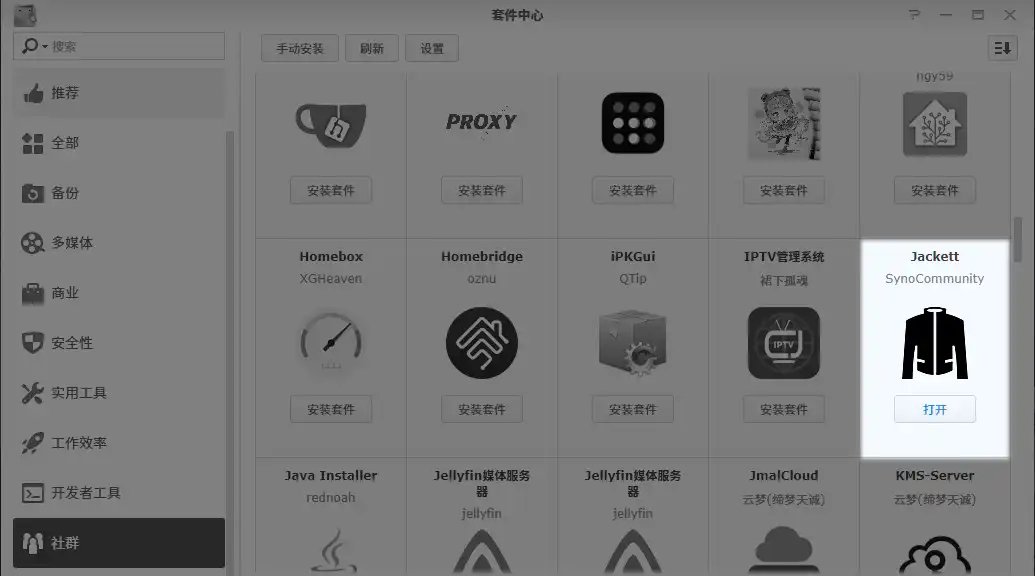 套件中心
搜索
手动安装
刷新
设置
推荐
全部
备份
多媒体
商业
安全性
实用工具
工作效率
开发者工具
社群
ngy59
PROXY
安装套件
安装套件
安装套件
安装套件
安装套件
Homebox
XGHeaven
安装套件
Homebridge
oznu
安装套件
iPKGui
QTip
安装套件
IPTV管理系统
裙下孤魂
IPTV
安装套件
Jackett
SynoCommunity
打开
Java Installer
rednoah
Jellyfin媒体服务
器
jellyfin
Jellyfin媒体服务
器
jellyfin
JmalCloud
云梦(缔梦天诚)
KMS-Server
云梦(缔梦天诚)